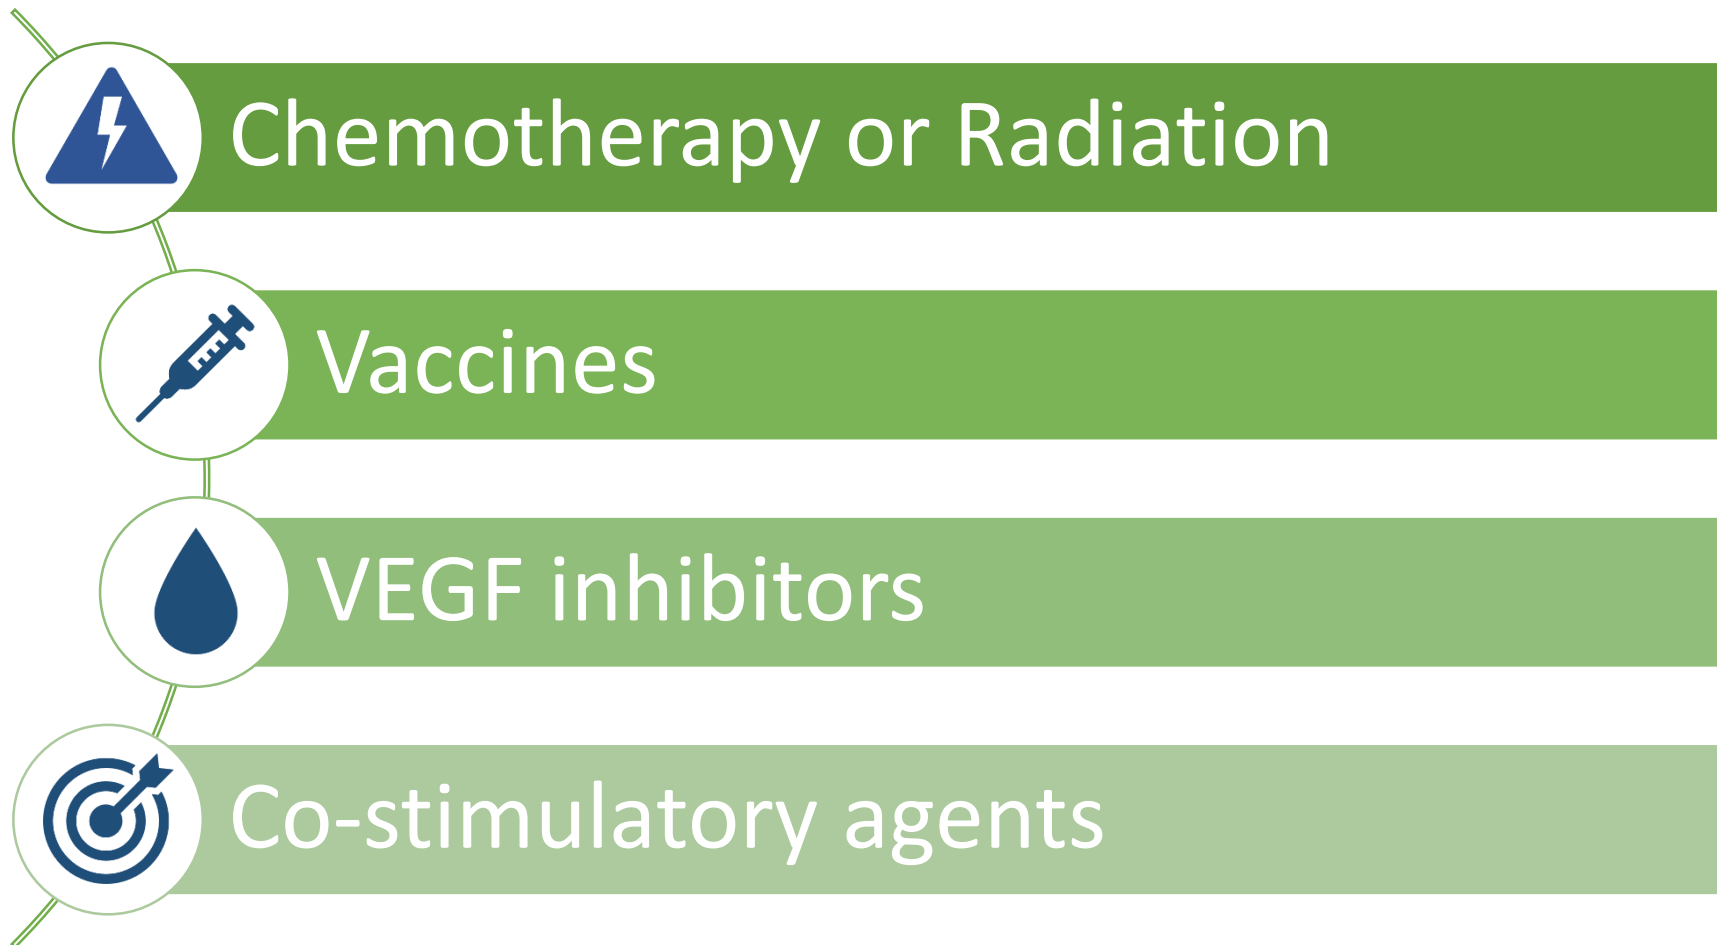 Chemotherapy or Radiation
Vaccines
VEGF inhibitors
Co-stimulatory agents